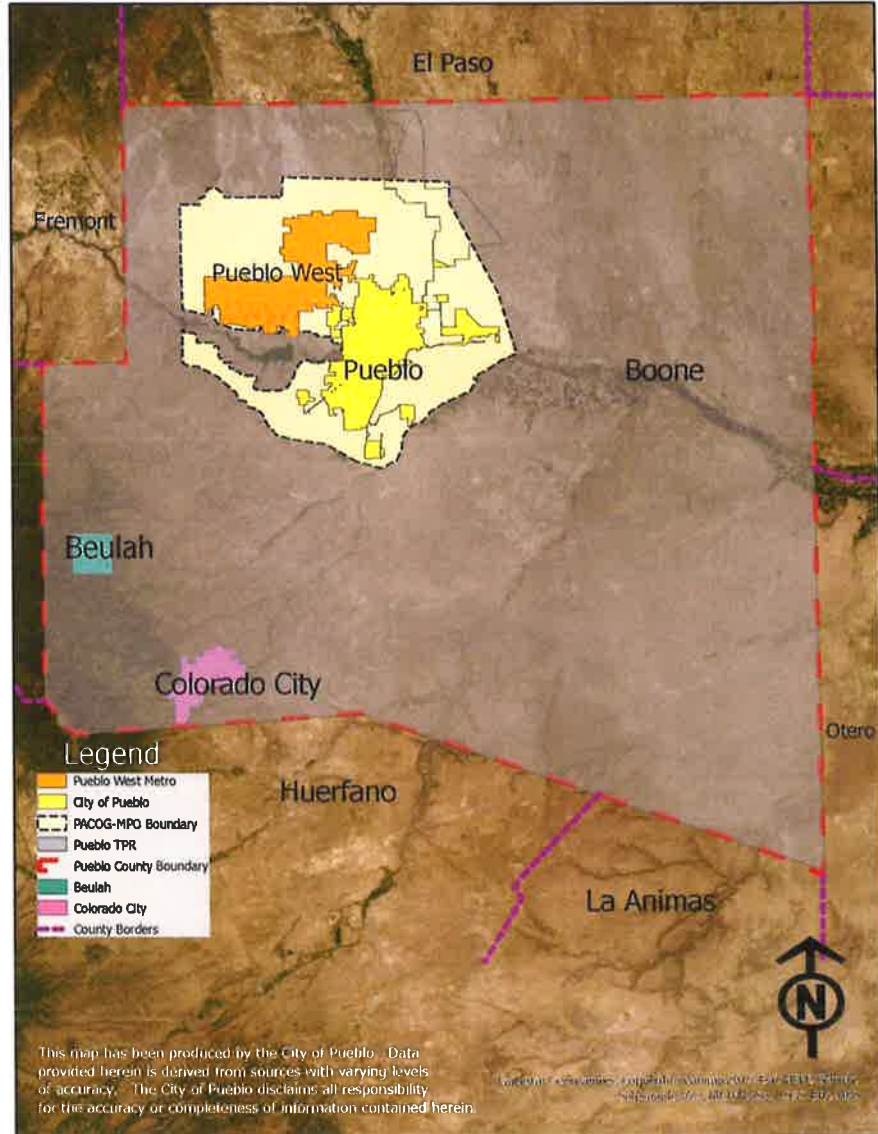 El Paso
Fremont
Pueblo West
Pueblo
Boone
Beulah
Colorado City
Otero
Legend
Pueblo West Metro
City of Pueblo
PACOG-MPO Boundary
Pueblo TPR
Pueblo County Boundary
Beulah
Colorado City
County Borders
Huerfano
La Animas
N
This map has been produced by the City of Pueblo. Data
provided herein is derived from sources with varying levels
of accuracy. The City of Pueblo disclaims all responsibility
for the accuracy or completeness of information contained herein.